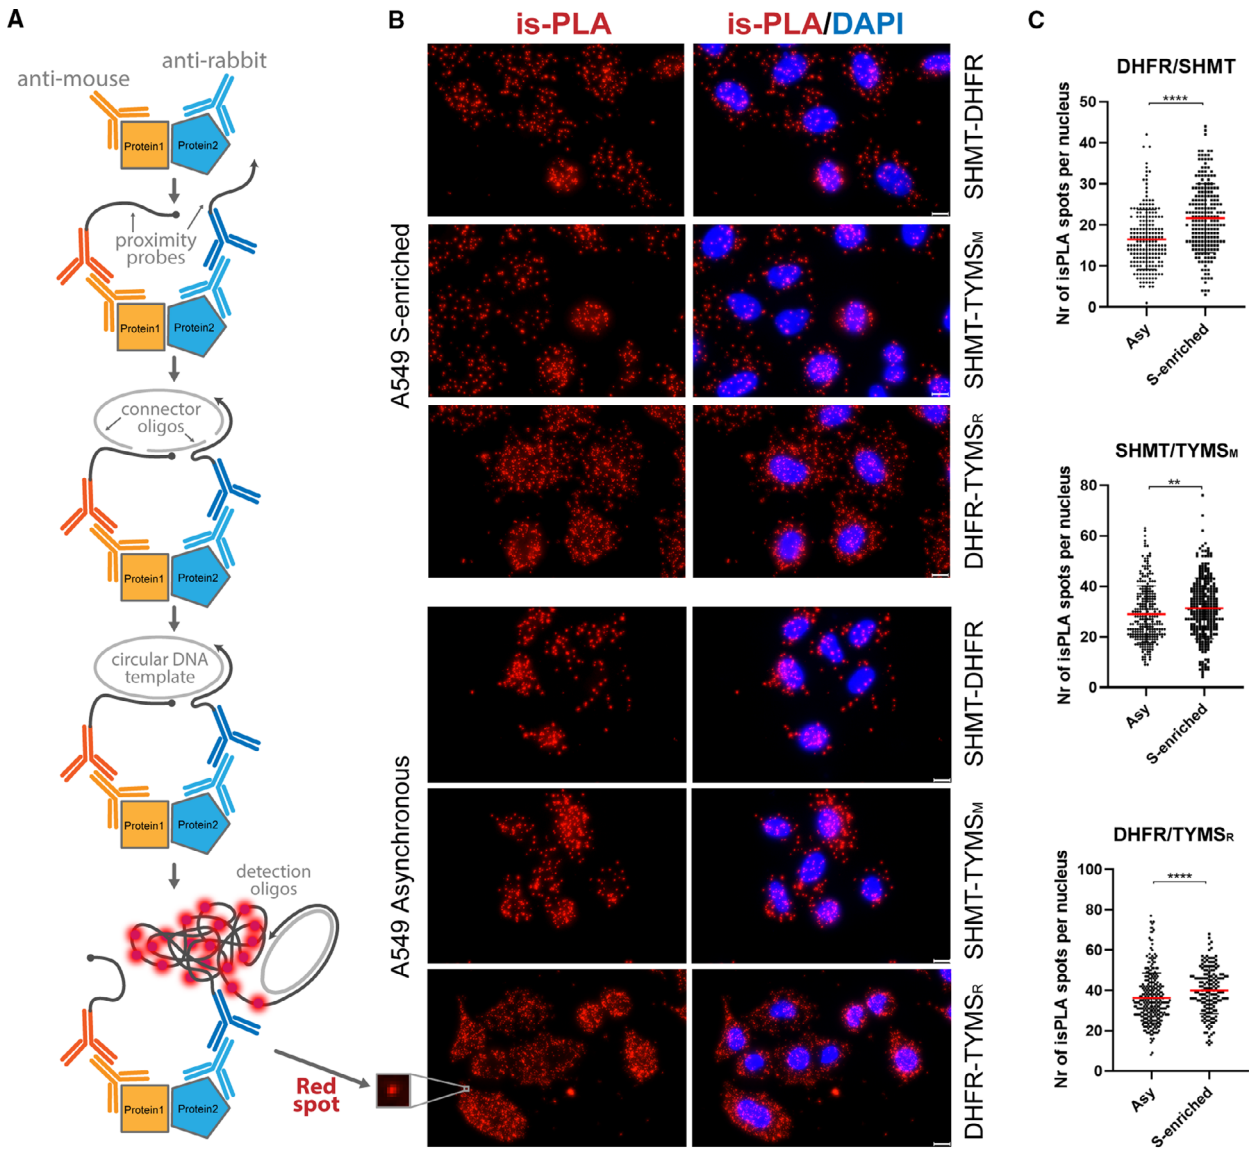 A
anti-mouse
anti-rabbit
Protein1
Protein2
proximity
probes
Protein1
Protein2
connector
oligos
Protein1
Protein2
circular DNA
template
Protein1
Protein2
detection
oligos
Protein1
Protein2
Red
spot
B
is-PLA
is-PLA/DAPI
A549 S-enriched
SHMT-DHFR
SHMT-TYMSM
DHFR-TYMSR
A549 Asynchronous
SHMT-DHFR
SHMT-TYMSM
DHFR-TYMSR
C
DHFR/SHMT
Nr of isPLA spots per nucleus
50
40
30
20
10
0
****
Asy
S-enriched
SHMT/TYMSM
Nr of isPLA spots per nucleus
80
60
40
20
0
**
Asy
S-enriched
DHFR/TYMSR
Nr of isPLA spots per nucleus
100
80
60
40
20
0
****
Asy
S-enriched